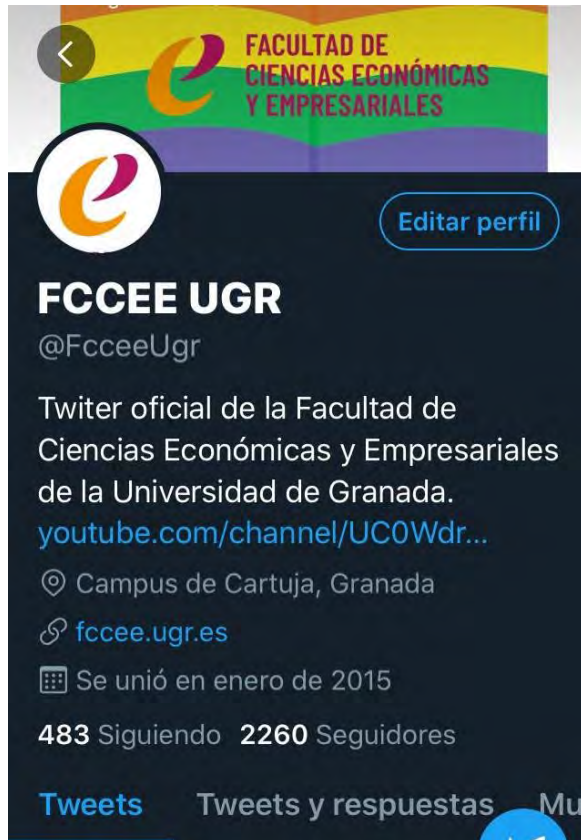 FACULTAD DE
CIENCIAS ECONÓMICAS
Y EMPRESARIALES
Editar perfil
FCCEE UGR
@FcceeUgr
Twiter oficial de la Facultad de
Ciencias Económicas y Empresariales
de la Universidad de Granada.
youtube.com/channel/UC0Wdr...
Campus de Cartuja, Granada
fccee.ugr.es
Se unió en enero de 2015
483 Siguiendo 2260 Seguidores
Tweets Tweets y respuestas Mu